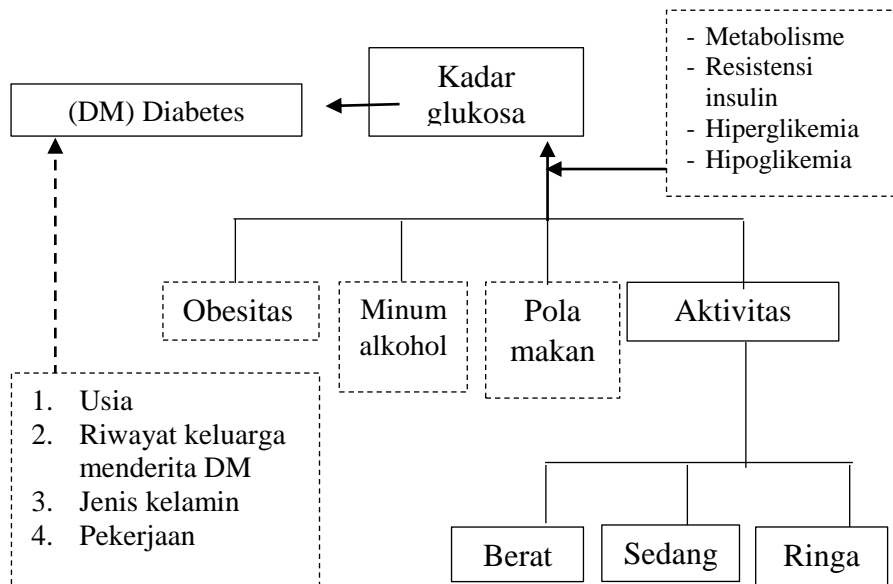 Kadar
glukosa
(DM) Diabetes
- Metabolisme
- Resistensi
insulin
- Hiperglikemia
- Hipoglikemia
Obesitas
Minum
alkohol
Pola
makan
Aktivitas
1. Usia
2. Riwayat keluarga
menderita DM
3. Jenis kelamin
4. Pekerjaan
Berat
Sedang
Ringa